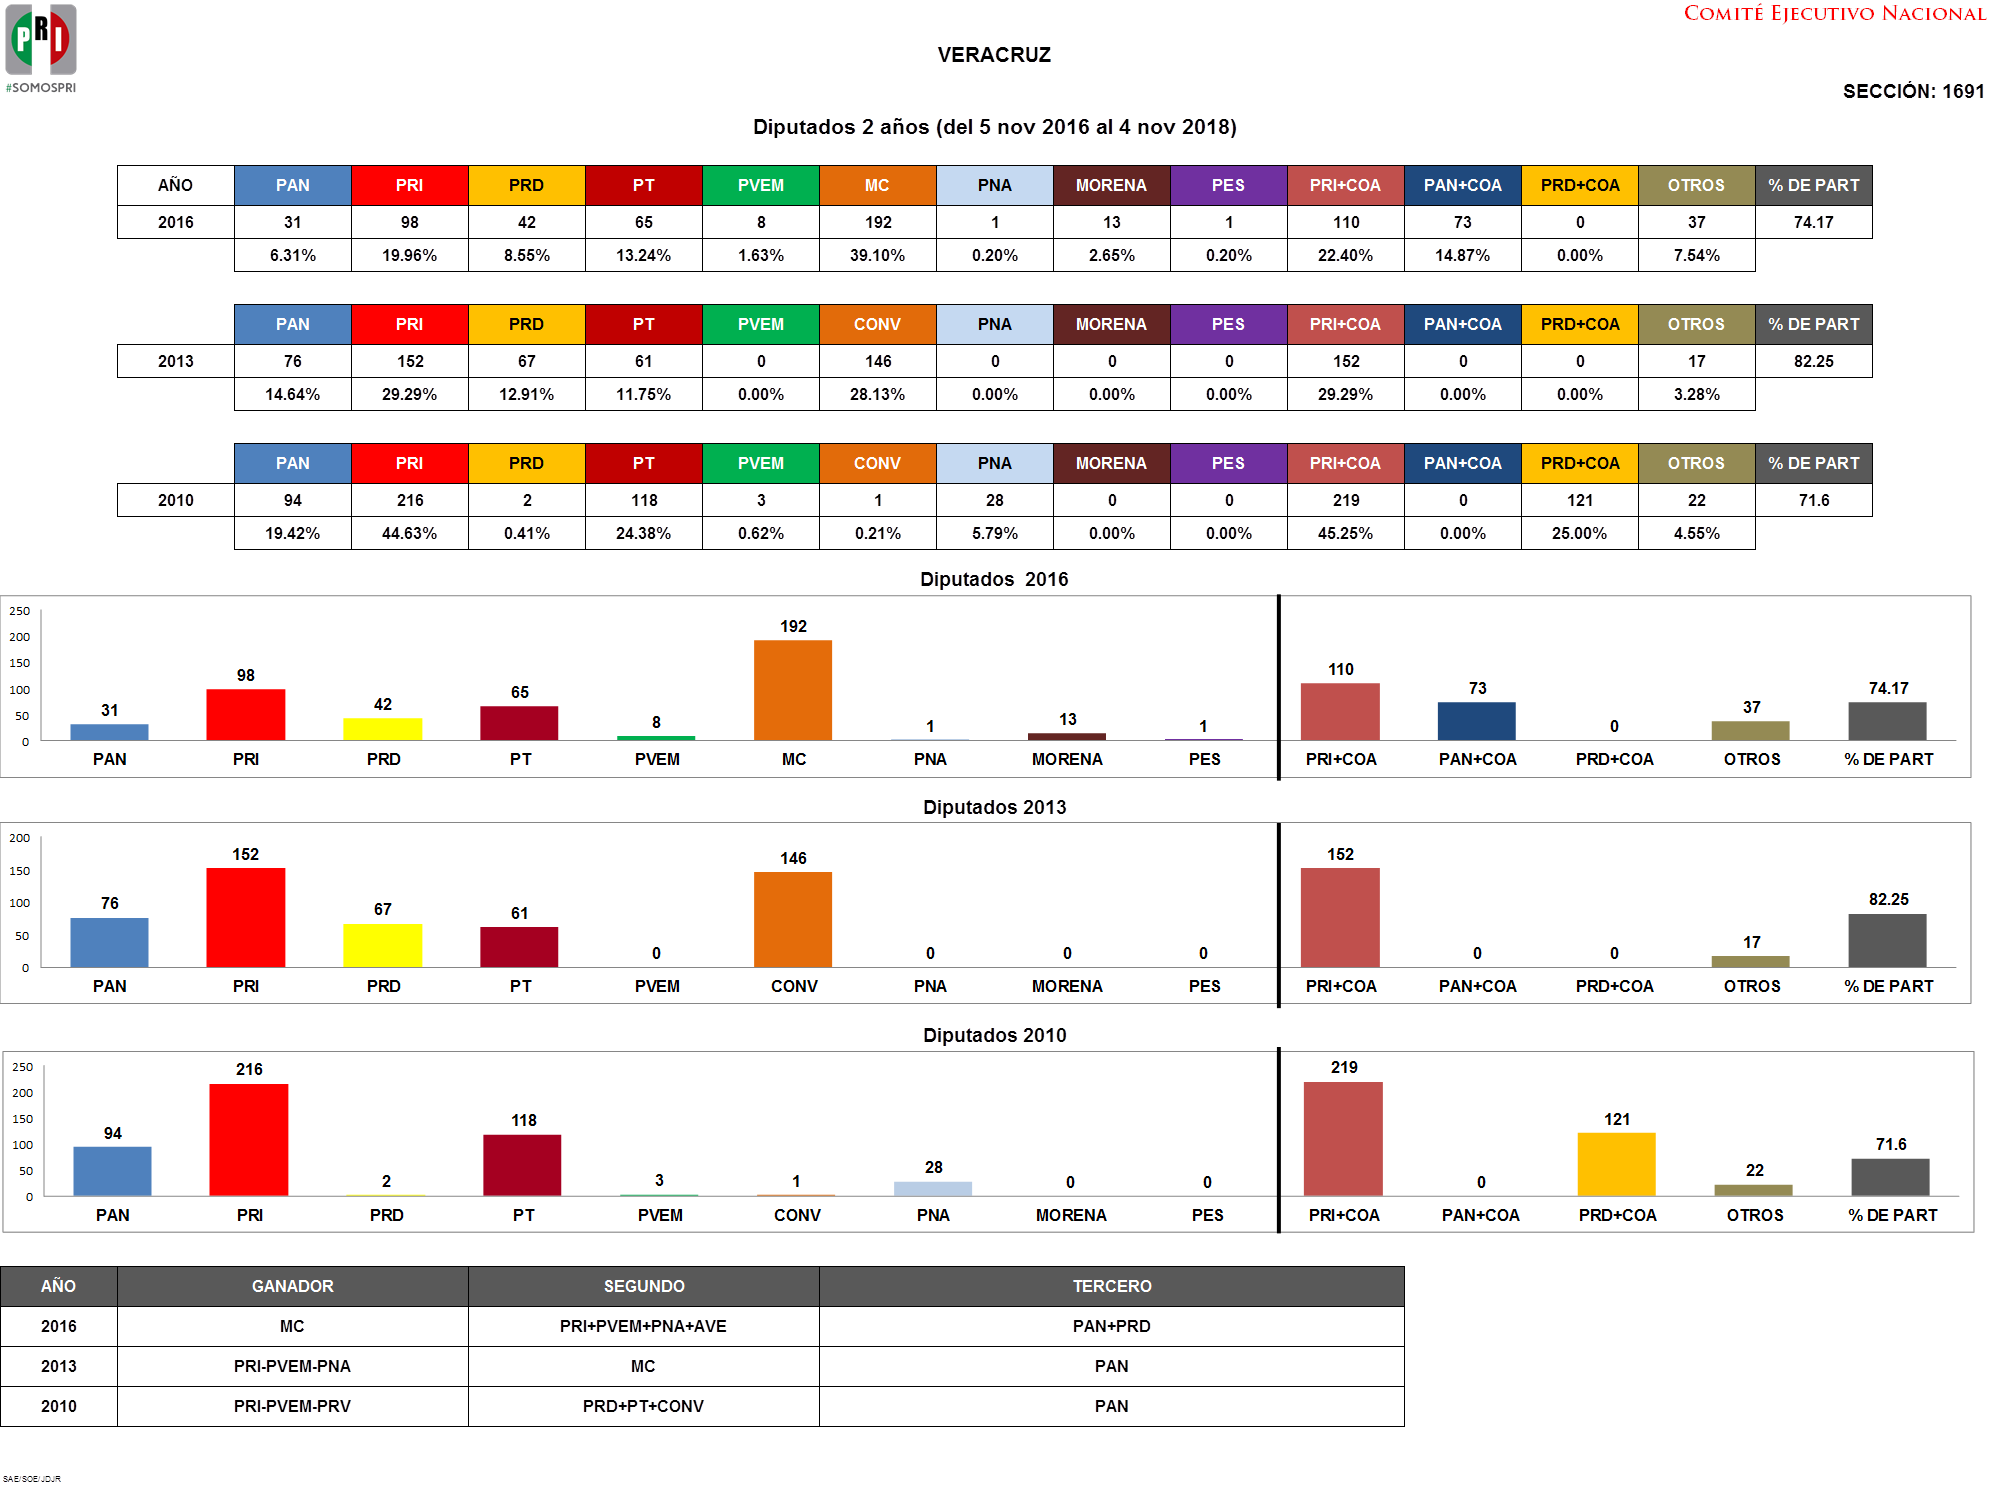 PRI
#SOMOSPRI
COMITÉ EJECUTIVO NACIONAL
VERACRUZ
SECCIÓN: 1691
Diputados 2 años (del 5 nov 2016 al 4 nov 2018)
AÑO PAN PRI PRD PT PVEM MC PNA MORENA PES PRI+COA PAN+COA PRD+COA OTROS % DE PART
2016 31 98 42 65 8 192 1 13 1 110 73 0 37 74.17
6.31% 19.96% 8.55% 13.24% 1.63% 39.10% 0.20% 2.65% 0.20% 22.40% 14.87% 0.00% 7.54%
PAN PRI PRD PT PVEM CONV PNA MORENA PES PRI+COA PAN+COA PRD+COA OTROS % DE PART
2013 76 152 67 61 0 146 0 0 0 152 0 0 17 82.25
14.64% 29.29% 12.91% 11.75% 0.00% 28.13% 0.00% 0.00% 0.00% 29.29% 0.00% 0.00% 3.28%
PAN PRI PRD PT PVEM CONV PNA MORENA PES PRI+COA PAN+COA PRD+COA OTROS % DE PART
2010 94 216 2 118 3 1 28 0 0 219 0 121 22 71.6
19.42% 44.63% 0.41% 24.38% 0.62% 0.21% 5.79% 0.00% 0.00% 45.25% 0.00% 25.00% 4.55%
Diputados 2016
250
200
150
100
50
0
31 98 42 65 8 192 1 13 1 110 73 0 37 74.17
PAN PRI PRD PT PVEM MC PNA MORENA PES PRI+COA PAN+COA PRD+COA OTROS % DE PART
Diputados 2013
200
150
100
50
0
76 152 67 61 0 146 0 0 0 152 0 0 17 82.25
PAN PRI PRD PT PVEM CONV PNA MORENA PES PRI+COA PAN+COA PRD+COA OTROS % DE PART
Diputados 2010
250
200
150
100
50
0
94 216 2 118 3 1 28 0 0 219 0 121 22 71.6
PAN PRI PRD PT PVEM CONV PNA MORENA PES PRI+COA PAN+COA PRD+COA OTROS % DE PART
AÑO GANADOR SEGUNDO TERCERO
2016 MC PRI+PVEM+PNA+AVE PAN+PRD
2013 PRI-PVEM-PNA MC PAN
2010 PRI-PVEM-PRV PRD+PT+CONV PAN
SAE/SOE/JDJR